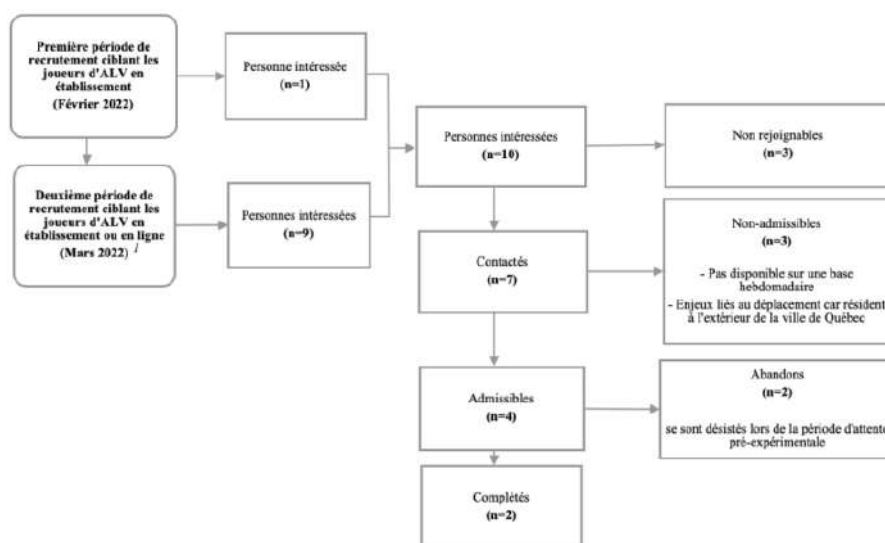 Première période de
recrutement ciblant les
joueurs d'ALV en
établissement
(Février 2022)
Personne intéressée
(n=1)
Deuxième période de
recrutement ciblant les
joueurs d'ALV en
établissement ou en ligne
(Mars 2022) 1
Personnes intéressées
(n=9)
Personnes intéressées
(n=10)
Non rejoignables
(n=3)
Contactés
(n=7)
Non-admissibles
(n=3)
- Pas disponible sur une base
hebdomadaire
- Enjeux liés au déplacement car résident
à l'extérieur de la ville de Québec
Admissibles
(n=4)
Abandons
(n=2)
se sont désistés lors de la période d'attente
pré-expérimentale
Complétés
(n=2)